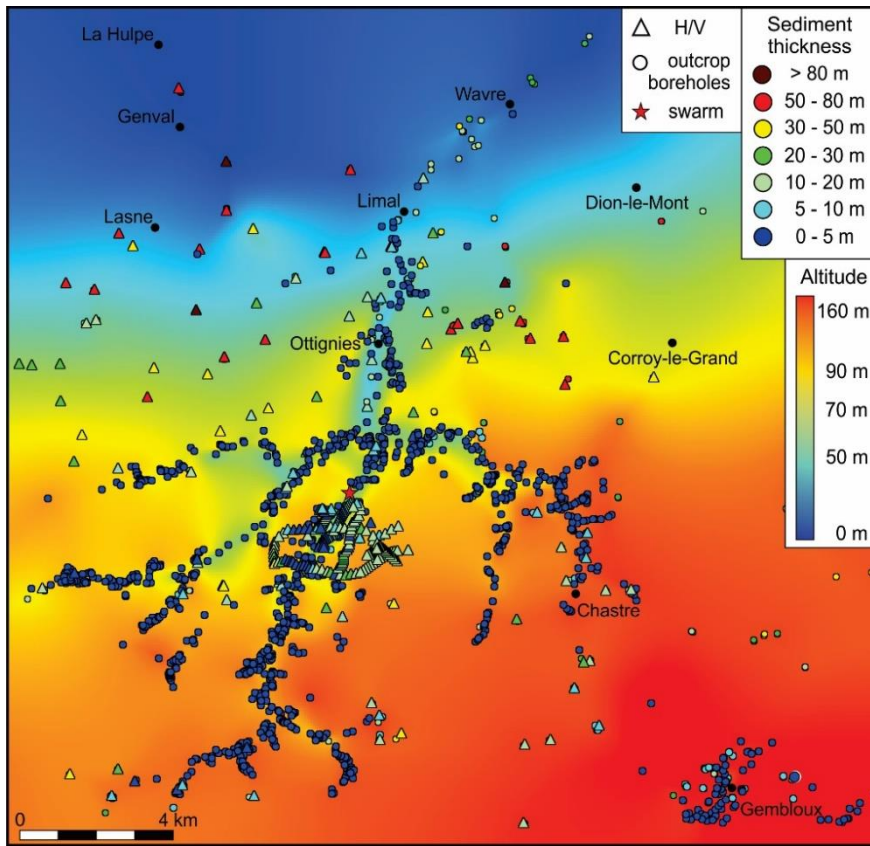 La Hulpe
Genval
Wavre
Lasne
Limal
Dion-le-Mont
Ottignies
Corroy-le-Grand
Chastre
Gembloux
0
4 km
H/V
outcrop
boreholes
swarm
Sediment
thickness
> 80 m
50 - 80 m
30 - 50 m
20 - 30 m
10 - 20 m
5 - 10 m
0 - 5 m
Altitude
160 m
90 m
70 m
50 m
0 m